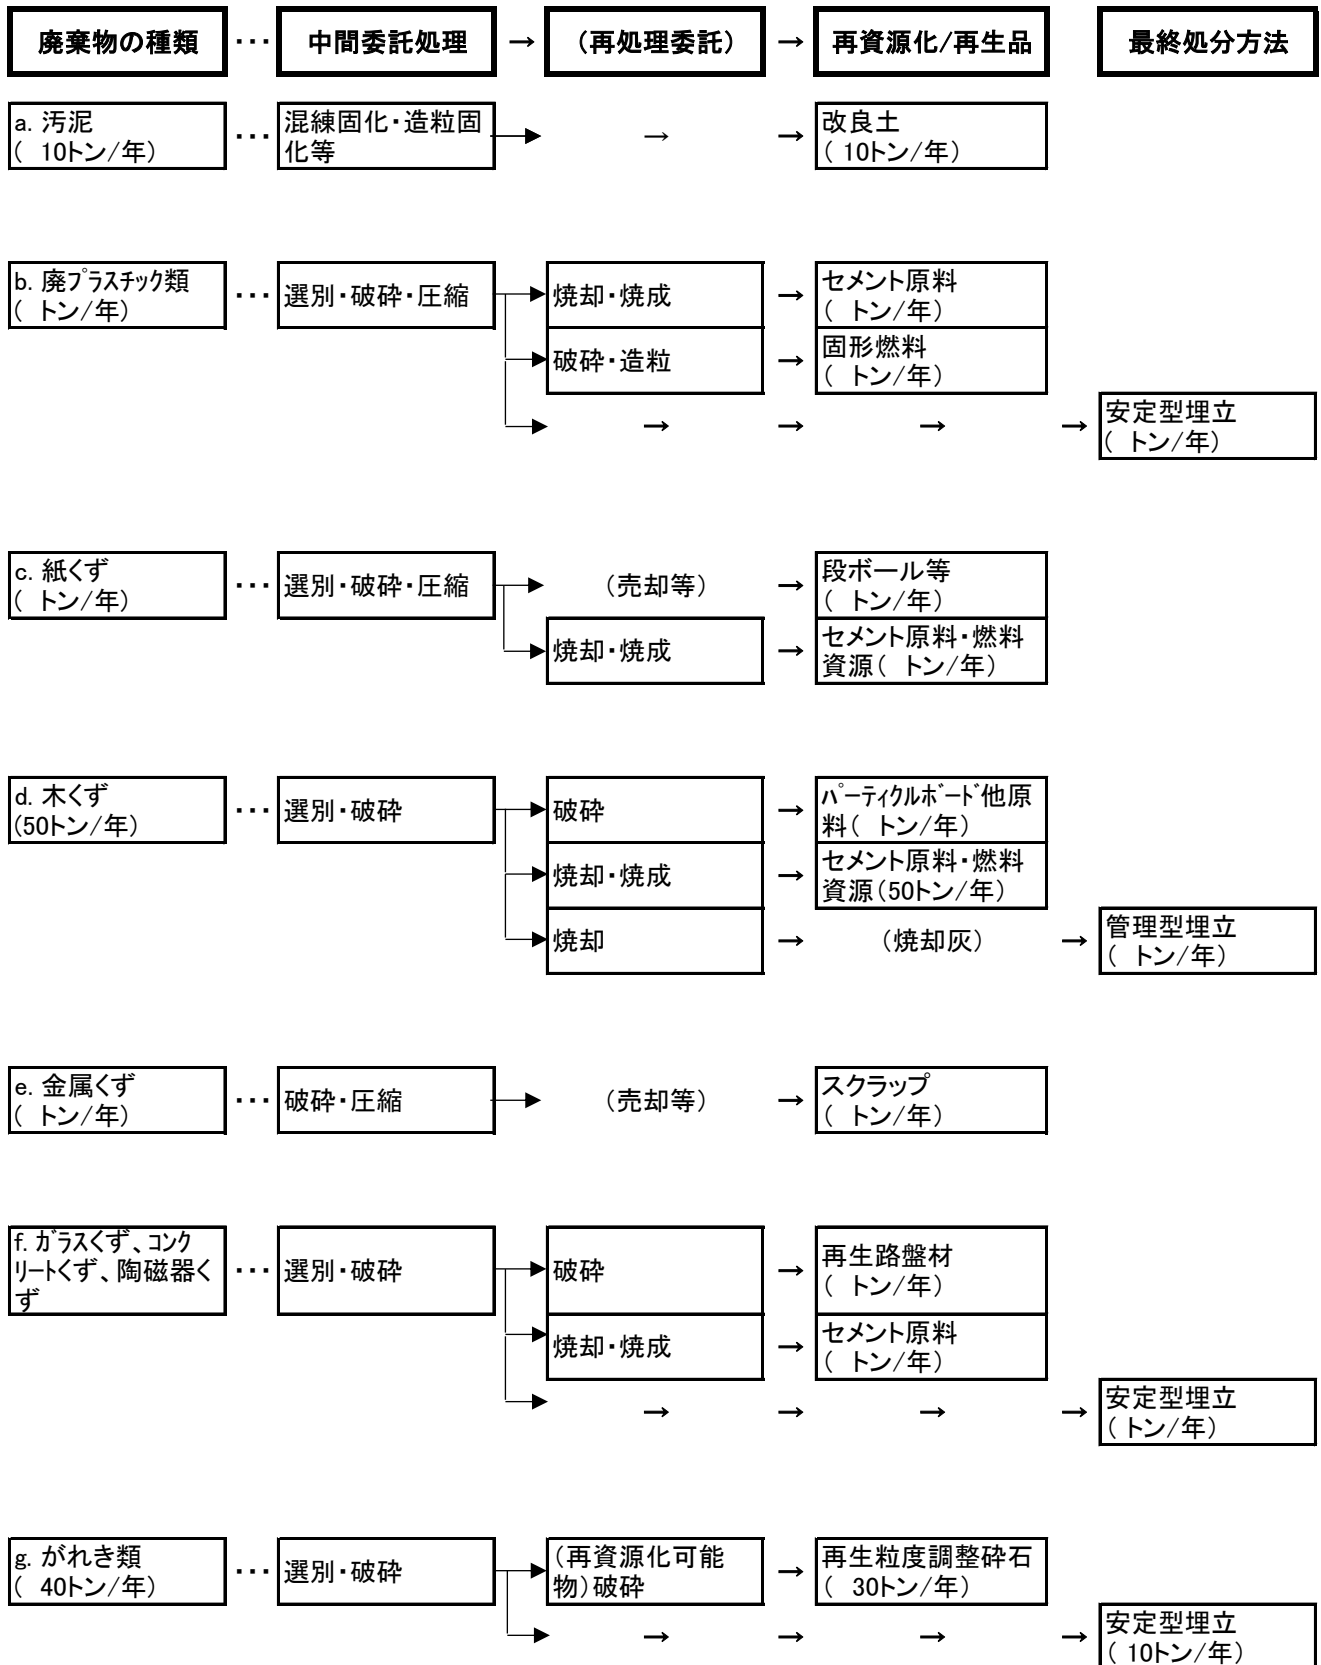 廃棄物の種類 ・・・ 中間委託処理 → (再処理委託) → 再資源化/再生品 最終処分方法
a. 汚泥
( 10トン/年)
・・・
混練固化・造粒固
化等
→ →
改良土
( 10トン/年)
b. 廃プラスチック類
( トン/年)
・・・
選別・破砕・圧縮
焼却・焼成
→
セメント原料
( トン/年)
破砕・造粒
→
固形燃料
( トン/年)
→ → → →
安定型埋立
( トン/年)
c. 紙くず
( トン/年)
・・・
選別・破砕・圧縮
(売却等)
→
段ボール等
( トン/年)
焼却・焼成
→
セメント原料・燃料
資源( トン/年)
d. 木くず
(50トン/年)
・・・
選別・破砕
破砕
→
パーティクルボード他原
料( トン/年)
焼却・焼成
→
セメント原料・燃料
資源(50トン/年)
焼却
→
(焼却灰)
→
管理型埋立
( トン/年)
e. 金属くず
( トン/年)
・・・
破砕・圧縮
(売却等)
→
スクラップ
( トン/年)
f. ガラスくず、コンク
リートくず、陶磁器く
ず
・・・
選別・破砕
破砕
→
再生路盤材
( トン/年)
焼却・焼成
→
セメント原料
( トン/年)
→ → → →
安定型埋立
( トン/年)
g. がれき類
( 40トン/年)
・・・
選別・破砕
(再資源化可能
物)破砕
→
再生粒度調整砕石
( 30トン/年)
→ → → →
安定型埋立
( 10トン/年)